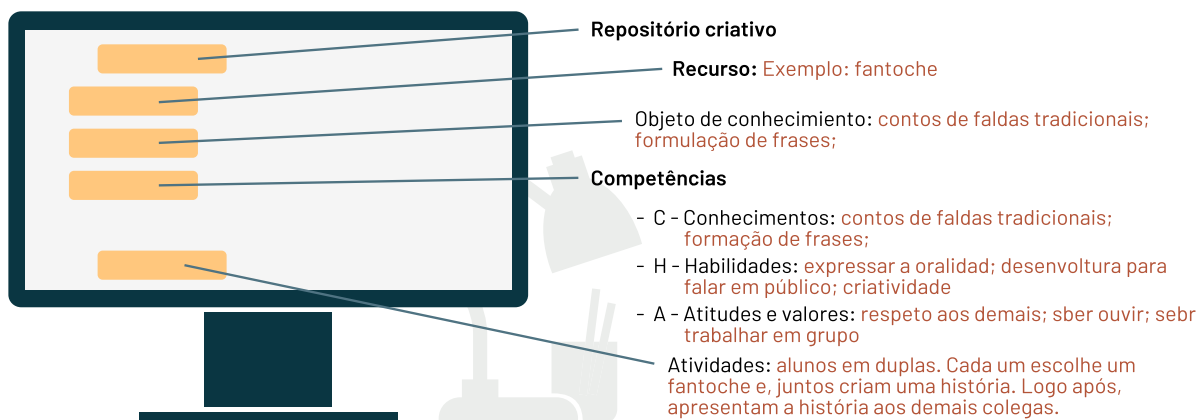 Repositório criativo
Recurso: Exemplo: fantoche
Objeto de conhecimento: contos de faldas tradicionais;
formulação de frases;
Competências
- C - Conhecimentos: contos de faldas tradicionais;
formação de frases;
- H - Habilidades: expressar a oralidad; desenvoltura para
falar em público; criatividade
- A - Atitudes e valores: respeto aos demais; sber ouvir; sebr
trabalhar em grupo
Atividades: alunos em duplas. Cada um escolhe um
fantoche e, juntos criam uma história. Logo após,
apresentam a história aos demais colegas.